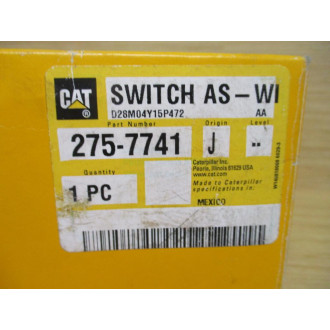 CAT
SWITCH AS-WI
D28M04Y15P472
AA
Part Number
Origin
Level
275-7741
J
Quantity
1 PC
Caterpillar Inc.
Peoria, Illinois 61629 USA
www.cat.com
Made to Caterpillar
specifications in
MEXICO